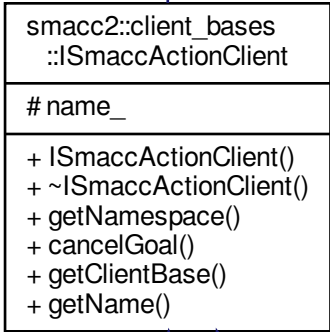 smacc2::client_bases
::ISmaccActionClient
# name_
+ ISmaccActionClient()
+ ~ISmaccActionClient()
+ getNamespace()
+ cancelGoal()
+ getClientBase()
+ getName()